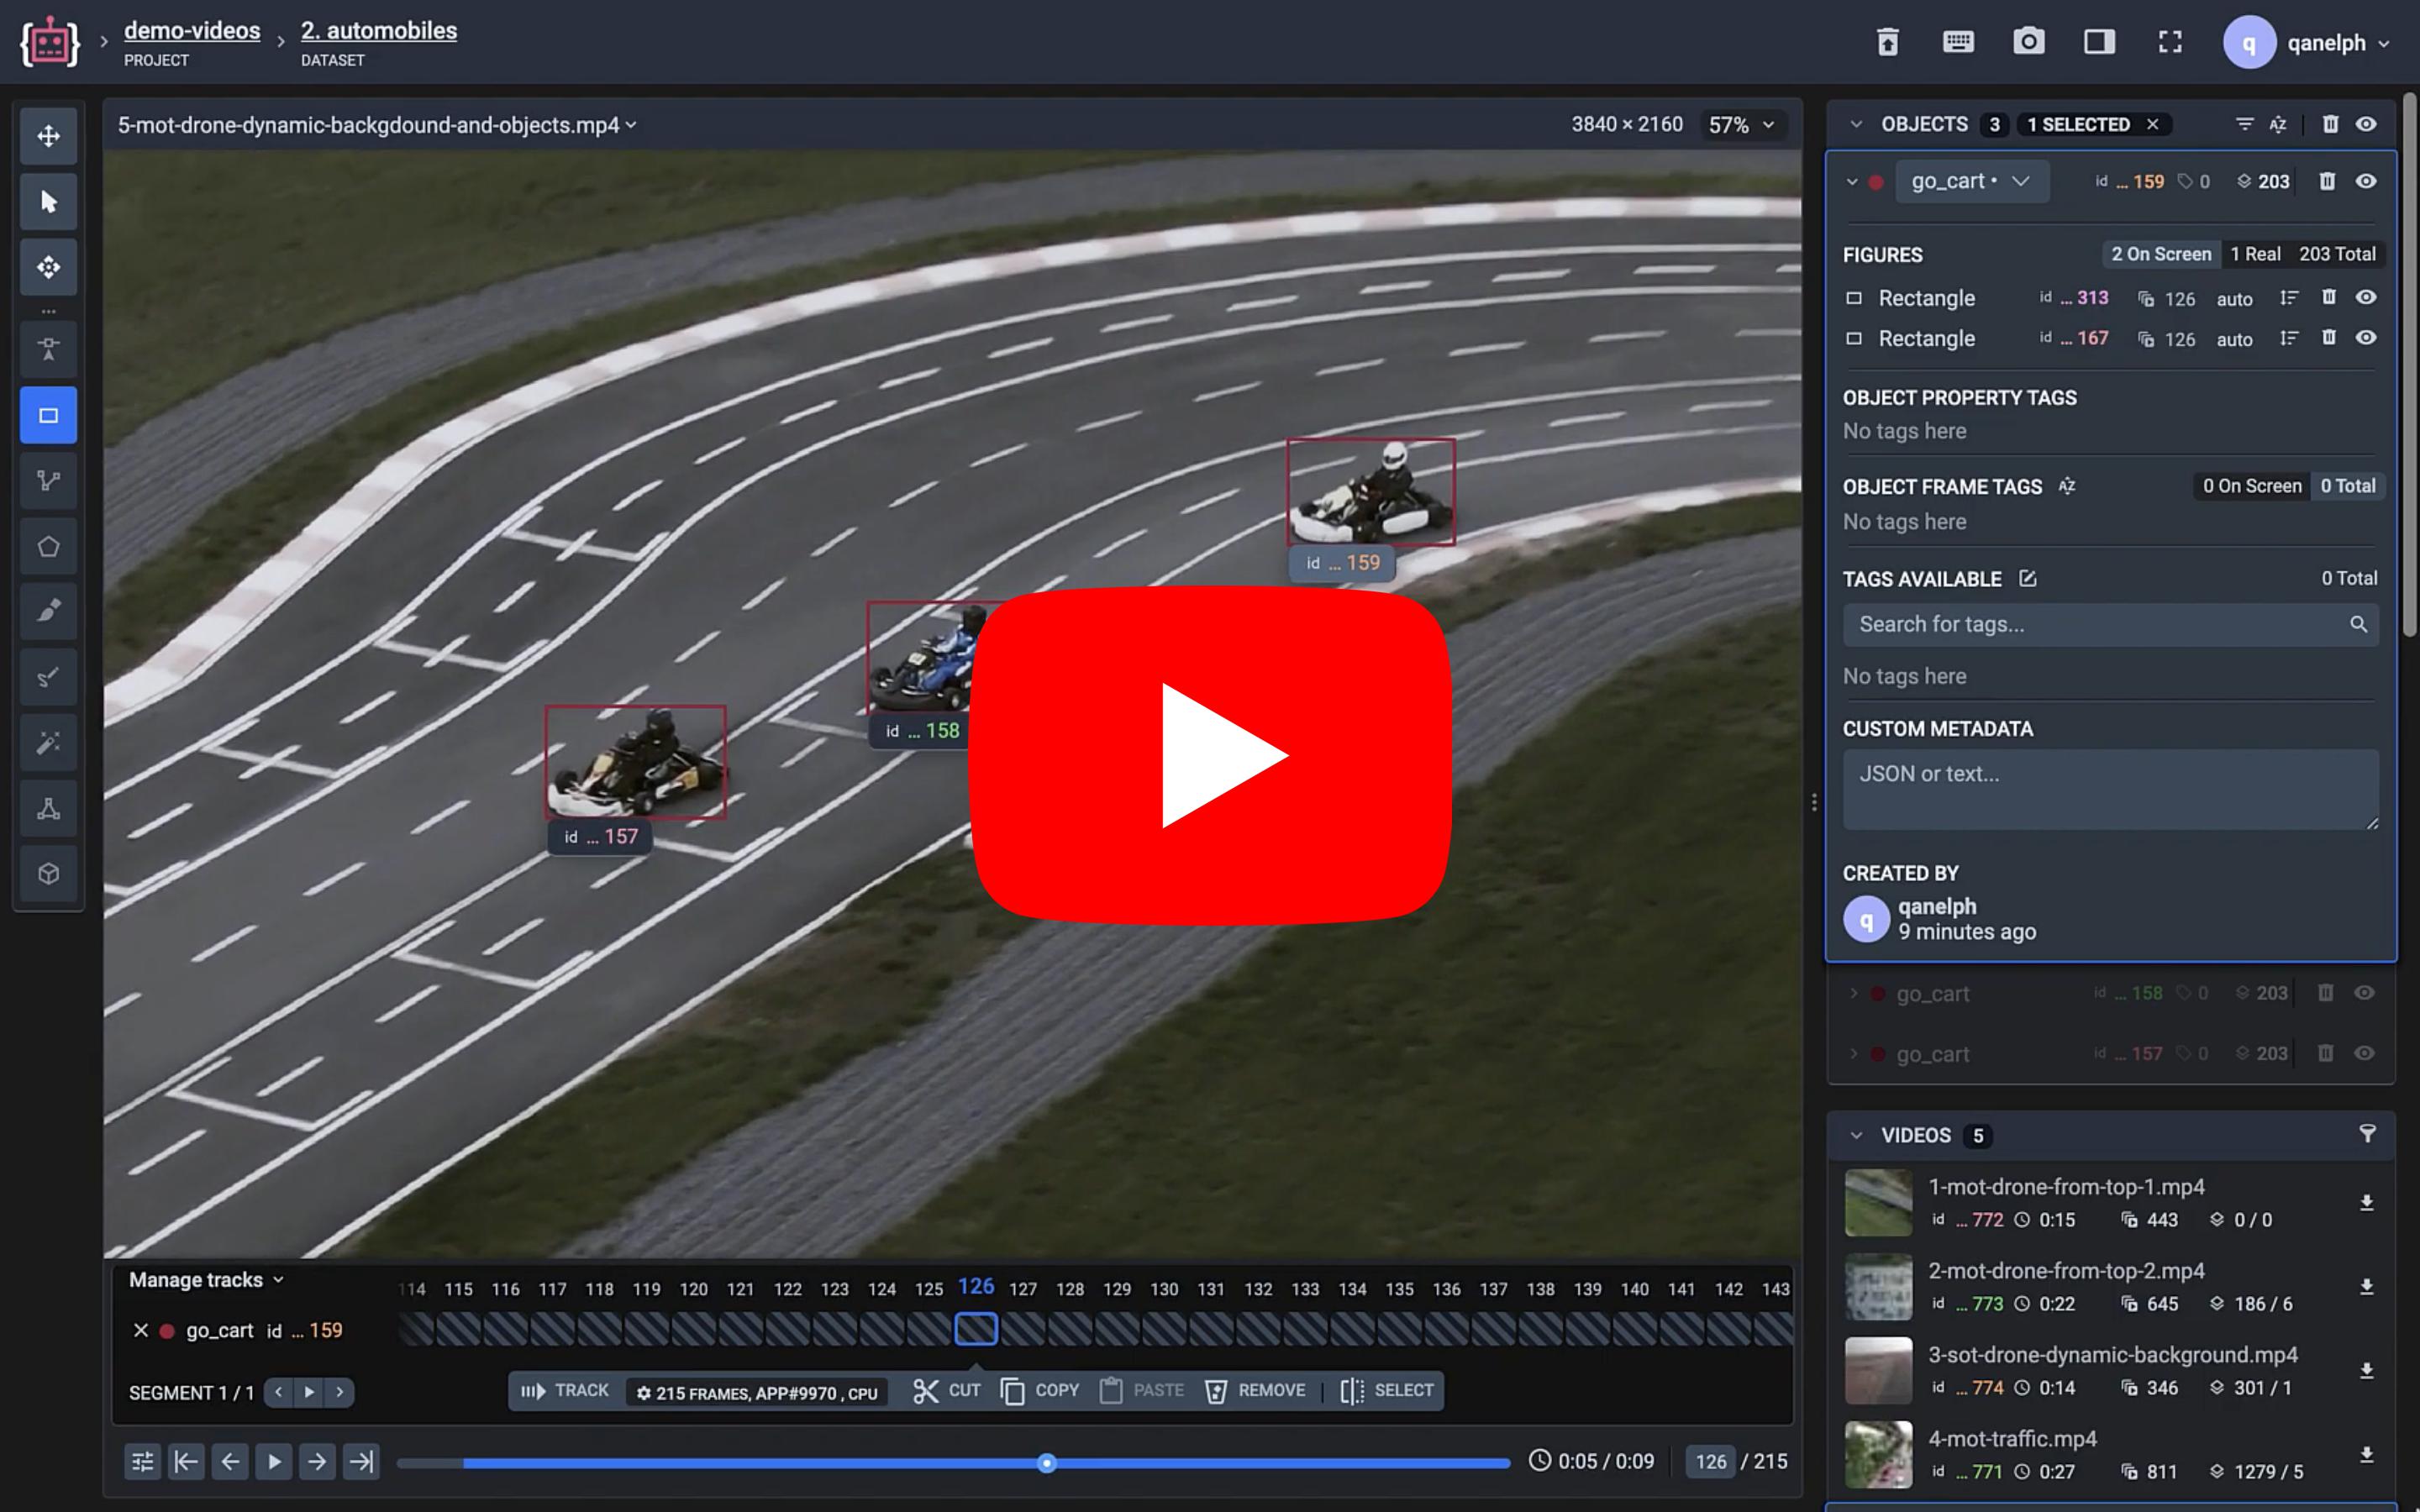 demo-videos
PROJECT
2. automobiles
DATASET
q
qanelph
5-mot-drone-dynamic-backgdound-and-objects.mp4
3840 × 2160
57%
id ... 159
id ... 158
id ... 157
Manage tracks
114 115 116 117 118 119 120 121 122 123 124 125 126 127 128 129 130 131 132 133 134 135 136 137 138 139 140 141 142 143
go_cart id ... 159
SEGMENT 1 / 1
TRACK
215 FRAMES, APP#9970 , CPU
CUT
COPY
PASTE
REMOVE
SELECT
0:05 / 0:09
126 / 215
OBJECTS 3 1 SELECTED
go_cart • id ... 159 0 203
FIGURES 2 On Screen 1 Real 203 Total
Rectangle id ... 313 126 auto
Rectangle id ... 167 126 auto
OBJECT PROPERTY TAGS
No tags here
OBJECT FRAME TAGS AZ 0 On Screen 0 Total
No tags here
TAGS AVAILABLE 0 Total
Search for tags...
No tags here
CUSTOM METADATA
JSON or text...
CREATED BY
q
qanelph
9 minutes ago
go_cart id ... 158 0 203
go_cart id ... 157 0 203
VIDEOS 5
1-mot-drone-from-top-1.mp4
id ... 772 0:15 443 0 / 0
2-mot-drone-from-top-2.mp4
id ... 773 0:22 645 186 / 6
3-sot-drone-dynamic-background.mp4
id ... 774 0:14 346 301 / 1
4-mot-traffic.mp4
id ... 771 0:27 811 1279 / 5